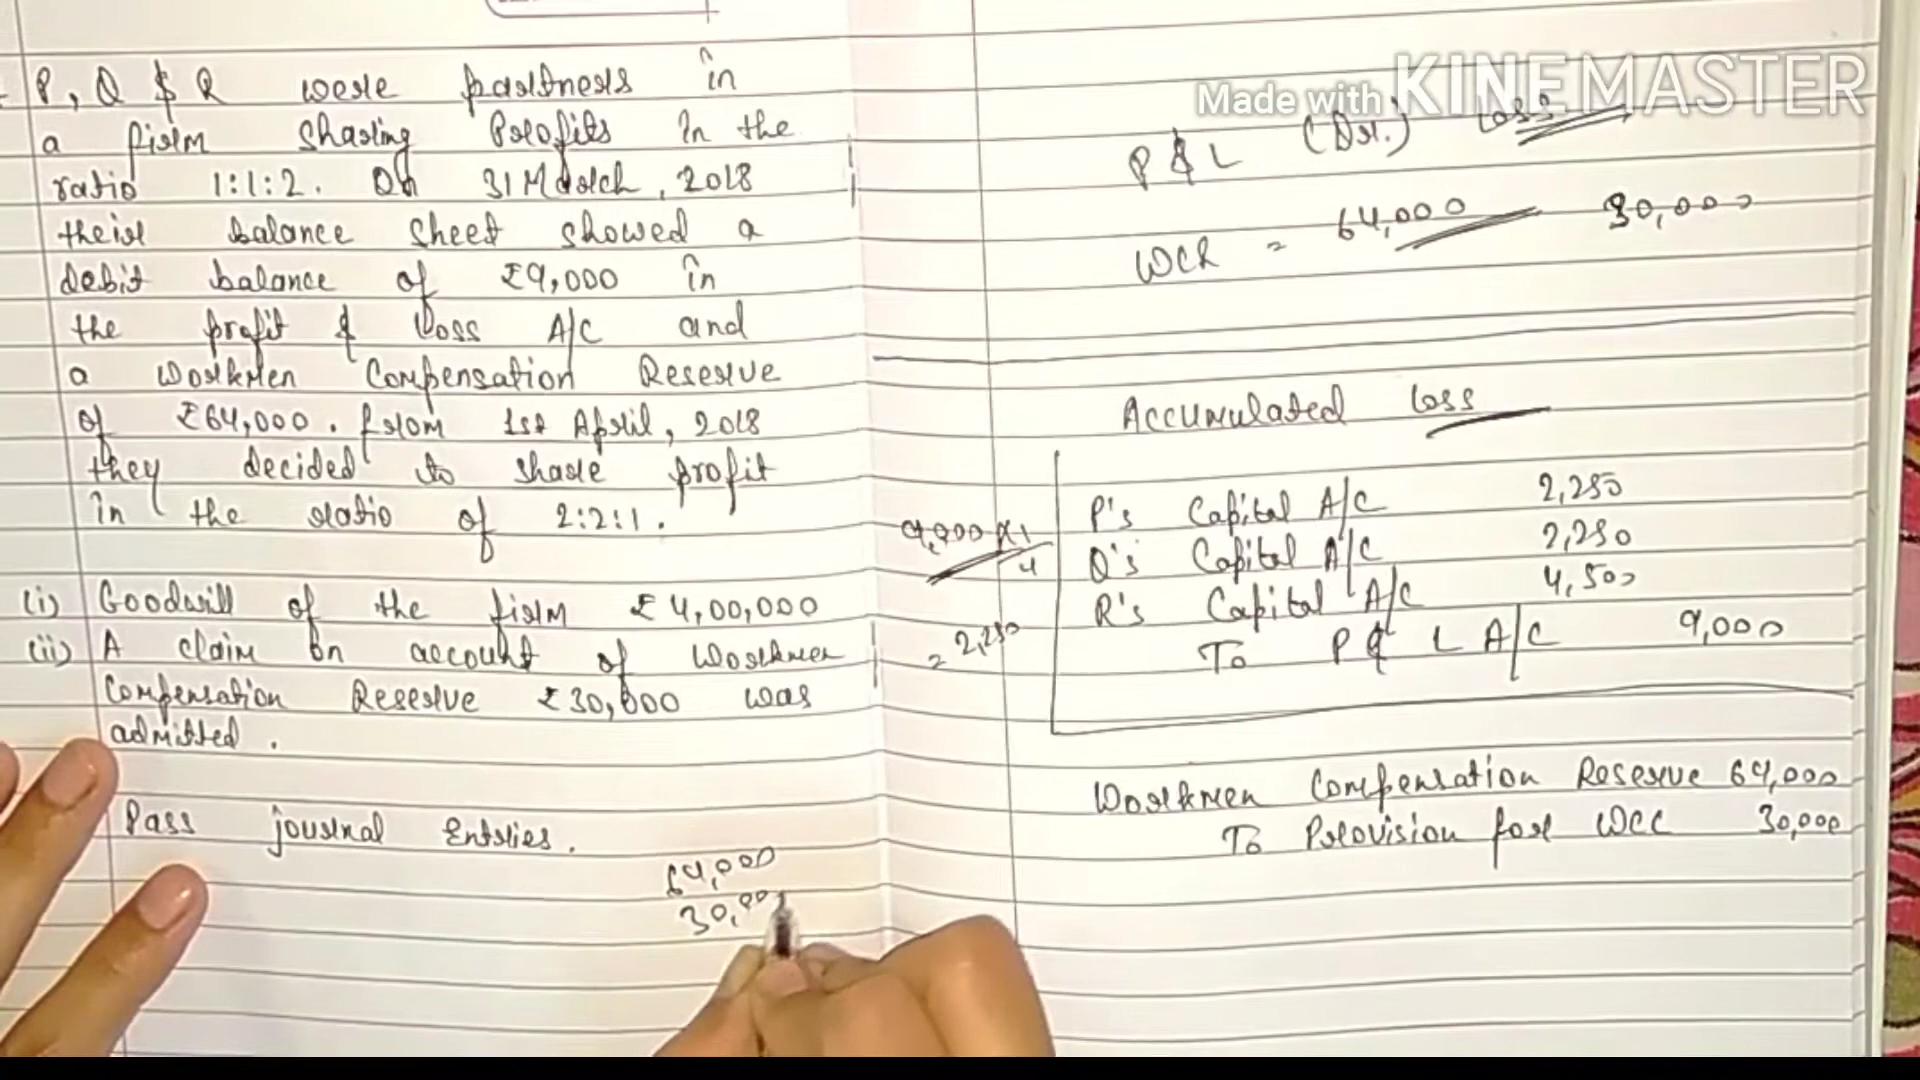 P, Q & R were partners in
a firm sharing Profits in the
ratio 1:1:2. On 31 March, 2018
their balance sheet showed a
debit balance of ₹9,000 in
the profit & Loss A/C and
a Workmen Compensation Reserve
of ₹64,000. from 1st April, 2018
they decided to share profit
in the ratio of 2:2:1.
(i) Goodwill of the firm ₹4,00,000
(ii) A claim on account of Workmen
Compensation Reserve ₹30,000 was
admitted.
Pass journal Entries.
64,000
30,00
Made with KINEMASTER
P & L (Dr.) Loss
WCR = 64,000 30,000
Accumulated Loss
9,000 x 1
4
= 2,250
P's Capital A/C 2,250
Q's Capital A/C 2,250
R's Capital A/C 4,500
To P & L A/C 9,000
Workmen Compensation Reserve 64,000
To Provision for WCC 30,000